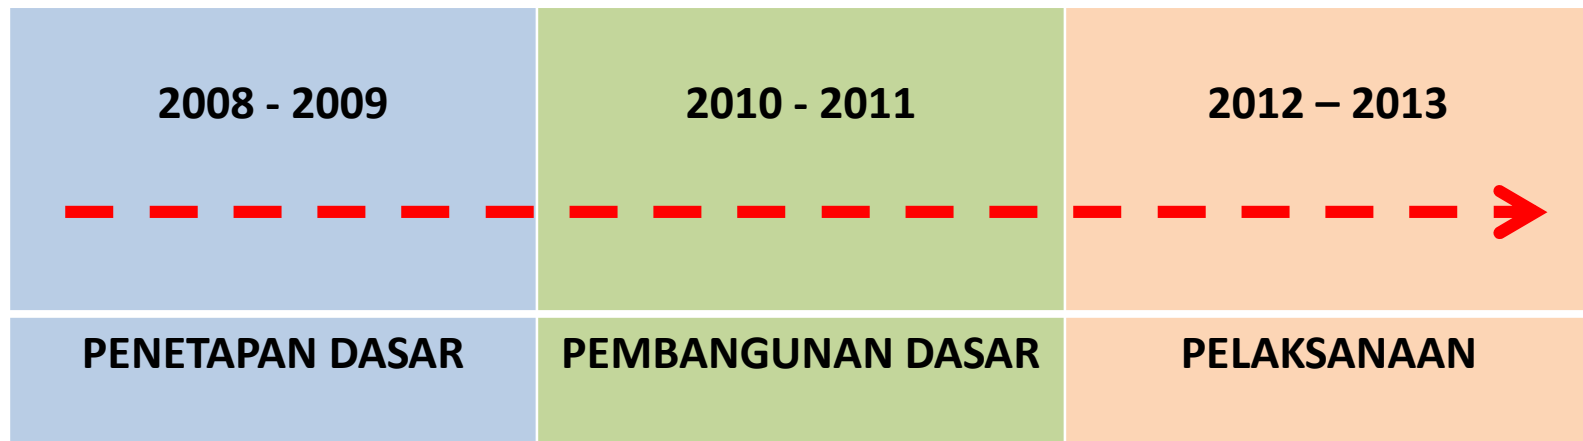 2008 - 2009
2010 - 2011
2012 – 2013
PENETAPAN DASAR
PEMBANGUNAN DASAR
PELAKSANAAN